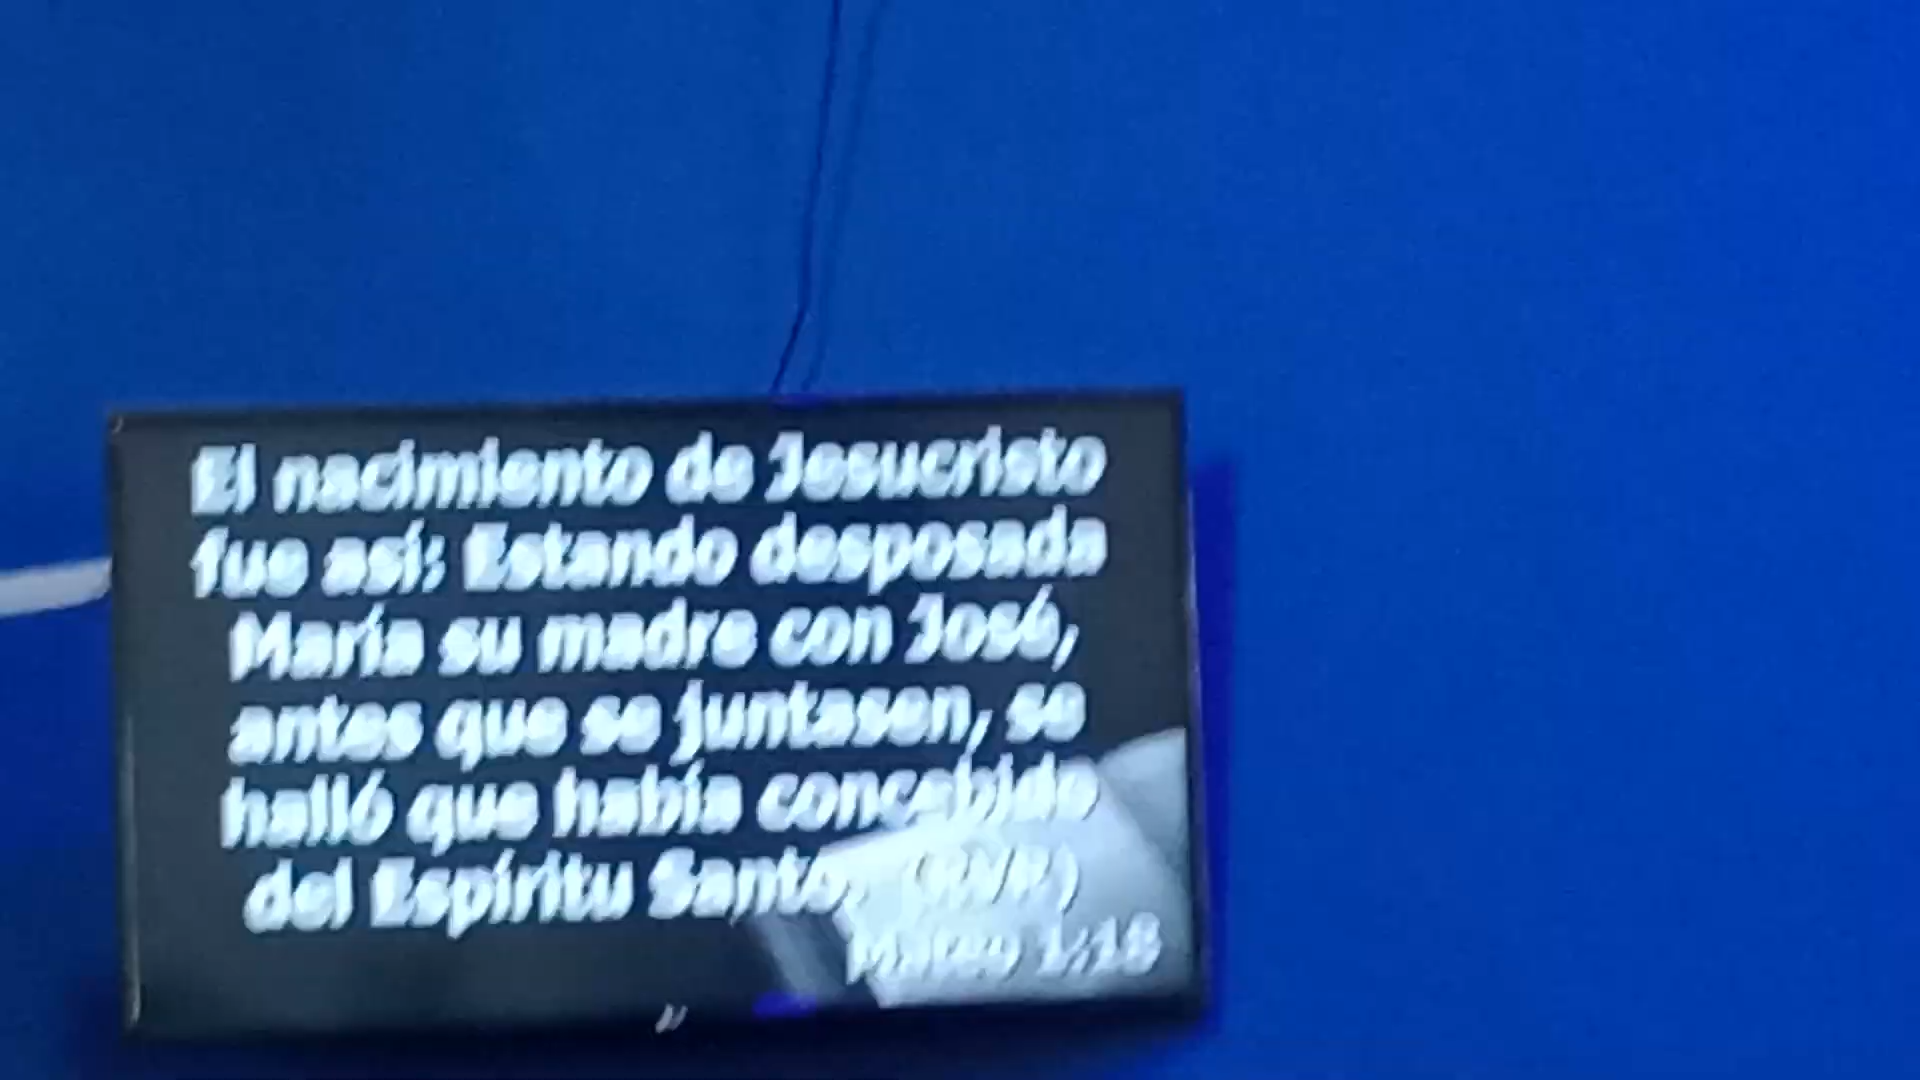 El nacimiento de Jesucristo
fue así: Estando desposada
María su madre con José,
antes que se juntasen, se
halló que había concebido
del Espíritu Santo. (RVR)
Mateo 1:18